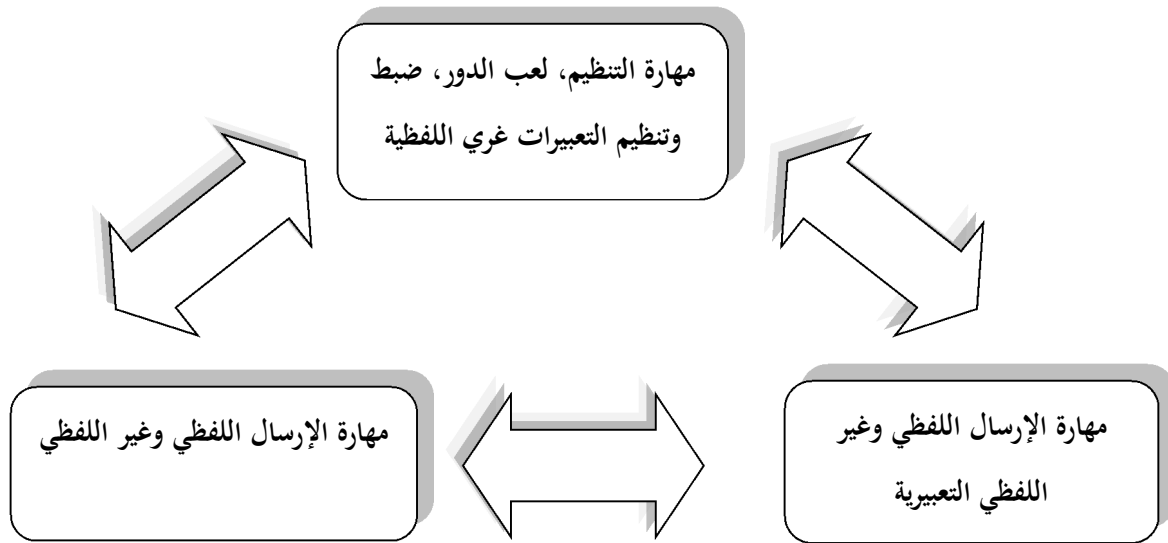 مهارة التنظيم، لعب الدور، ضبط
وتنظيم التعبيرات غري اللفظية
مهارة الإرسال اللفظي وغير
اللفظي التعبيرية
مهارة الإرسال اللفظي وغير اللفظي